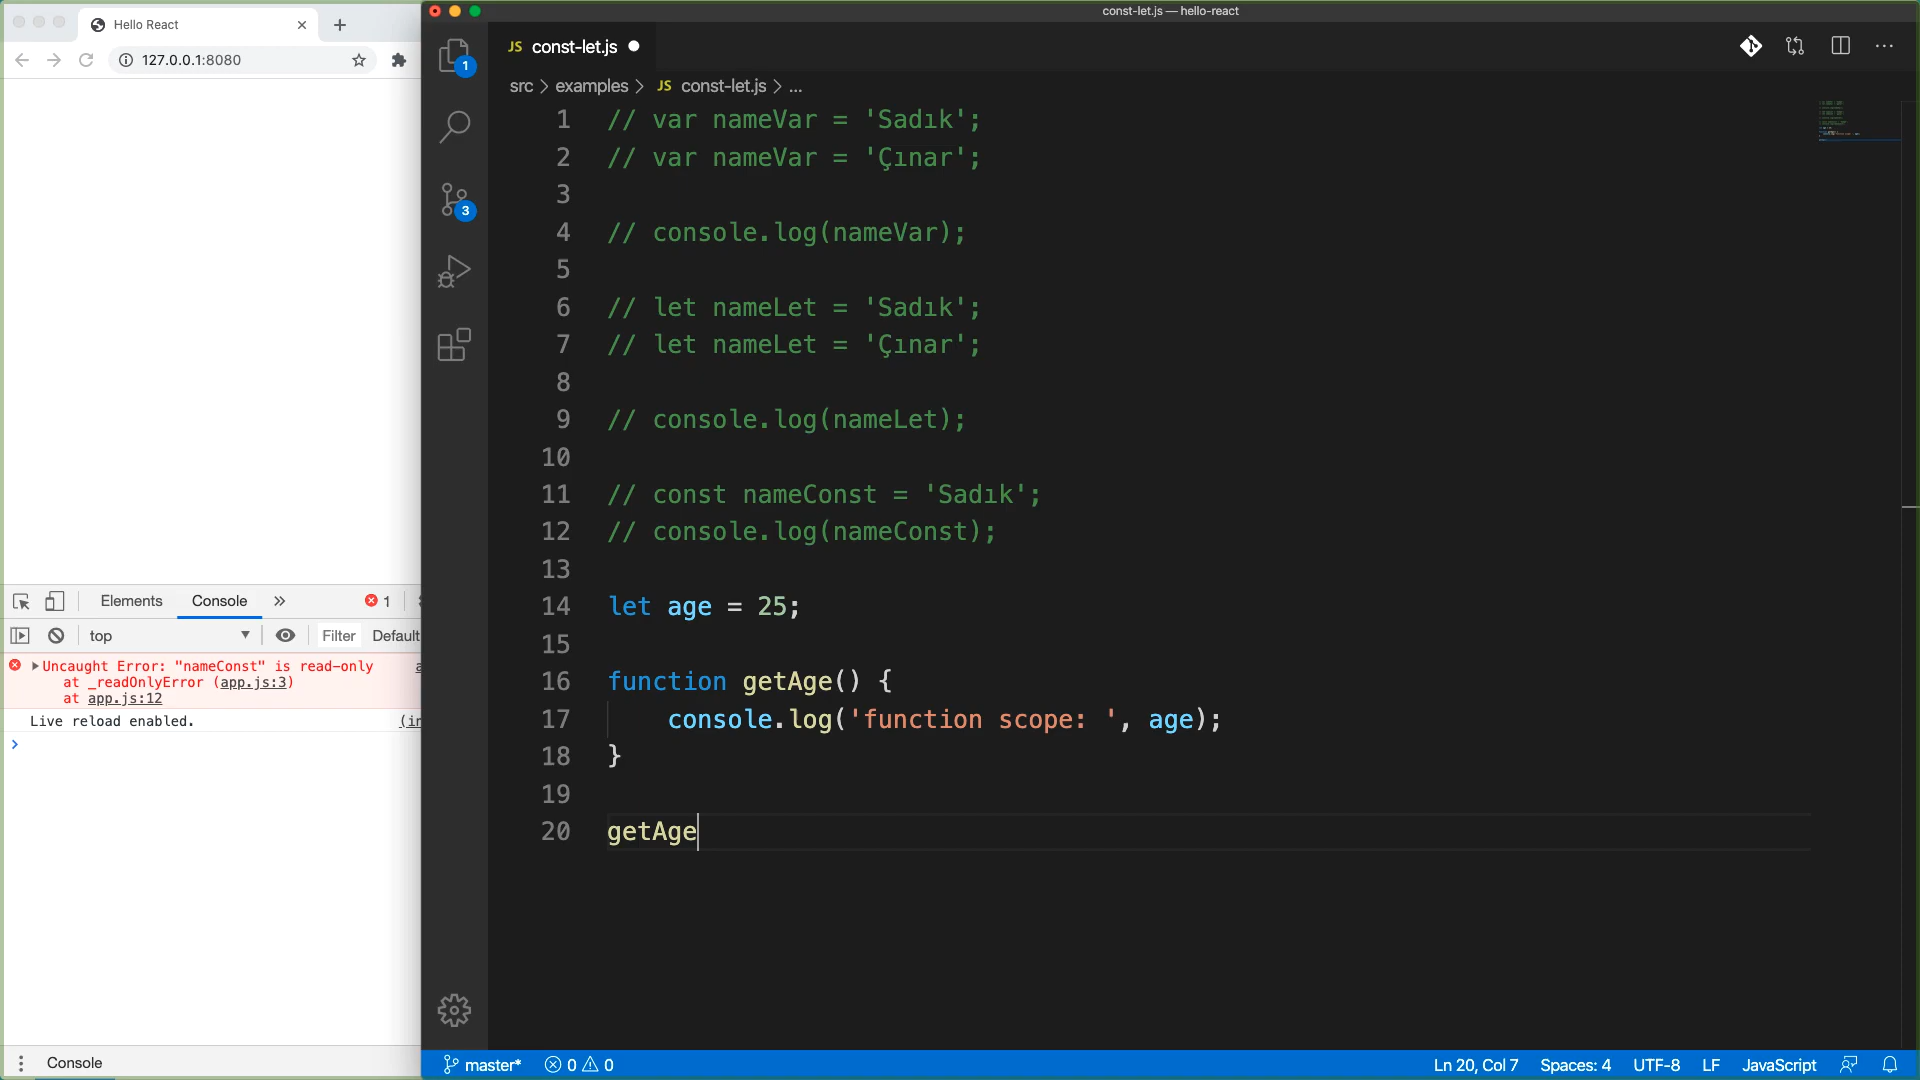 Hello React
127.0.0.1:8080
Elements
Console
1
top
Filter
Default
Uncaught Error: "nameConst" is read-only
at _readOnlyError (app.js:3)
at app.js:12
Live reload enabled.
Console
const-let.js — hello-react
JS const-let.js
src > examples > JS const-let.js > ...
1
3
1 // var nameVar = 'Sadık';
2 // var nameVar = 'Çınar';
3
4 // console.log(nameVar);
5
6 // let nameLet = 'Sadık';
7 // let nameLet = 'Çınar';
8
9 // console.log(nameLet);
10
11 // const nameConst = 'Sadık';
12 // console.log(nameConst);
13
14 let age = 25;
15
16 function getAge() {
17 console.log('function scope: ', age);
18 }
19
20 getAge
master* 0 0
Ln 20, Col 7 Spaces: 4 UTF-8 LF JavaScript